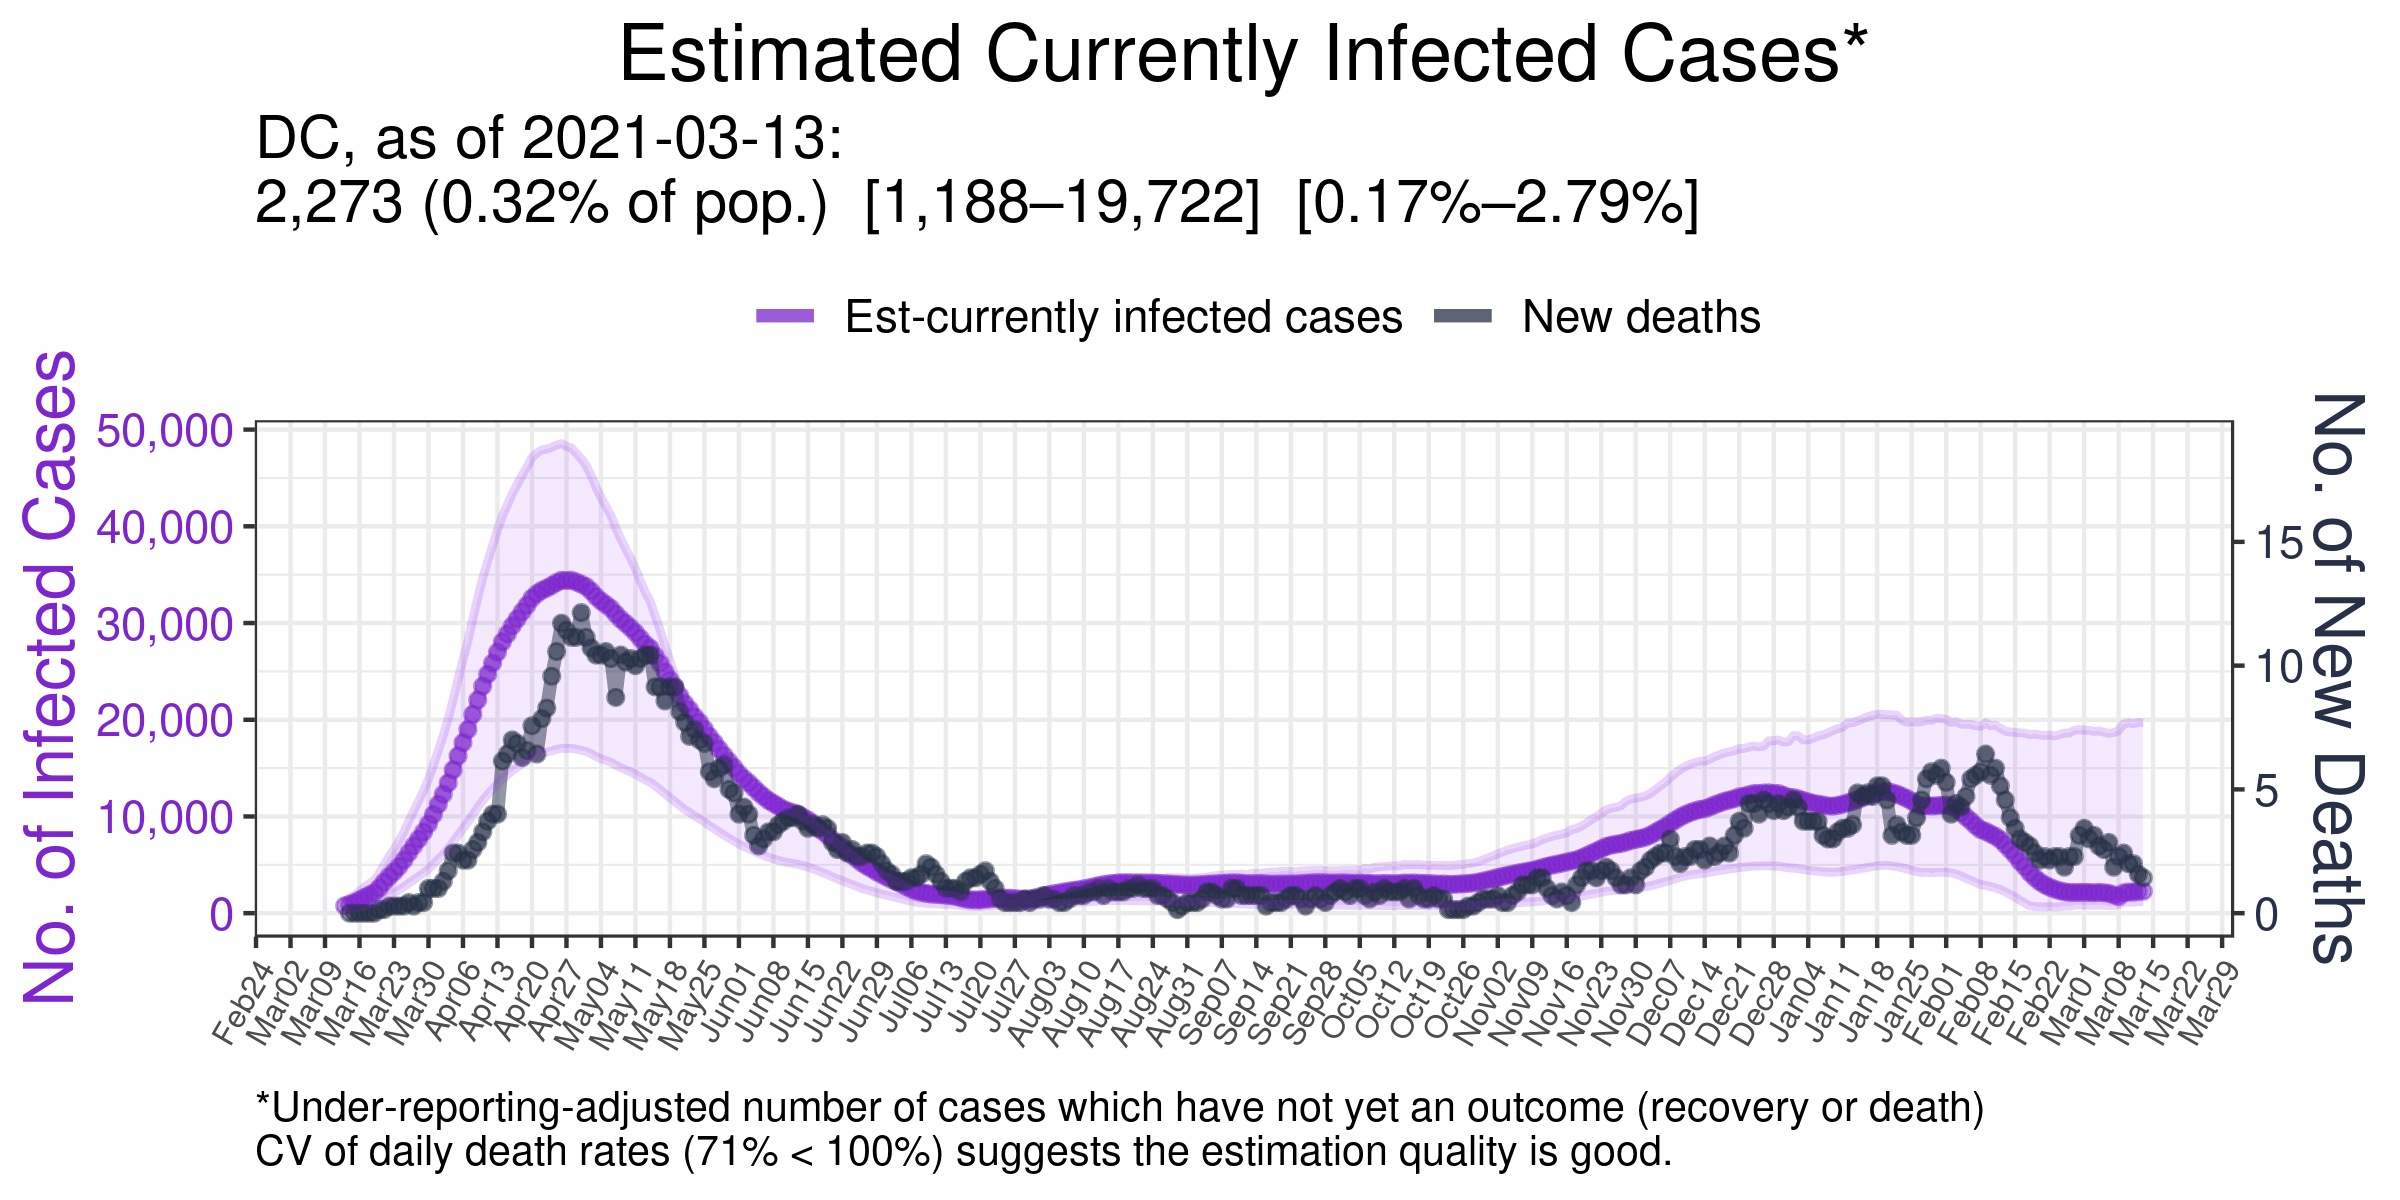 Estimated Currently Infected Cases*
DC, as of 2021-03-13:
2,273 (0.32% of pop.)  [1,188–19,722]  [0.17%–2.79%]
Est-currently infected cases
New deaths
No. of Infected Cases
50,000
40,000
30,000
20,000
10,000
0
15
10
5
0
No. of New Deaths
Feb24
Mar02
Mar09
Mar16
Mar23
Mar30
Apr06
Apr13
Apr20
Apr27
May04
May11
May18
May25
Jun01
Jun08
Jun15
Jun22
Jun29
Jul06
Jul13
Jul20
Jul27
Aug03
Aug10
Aug17
Aug24
Aug31
Sep07
Sep14
Sep21
Sep28
Oct05
Oct12
Oct19
Oct26
Nov02
Nov09
Nov16
Nov23
Nov30
Dec07
Dec14
Dec21
Dec28
Jan04
Jan11
Jan18
Jan25
Feb01
Feb08
Feb15
Feb22
Mar01
Mar08
Mar15
Mar22
Mar29
*Under-reporting-adjusted number of cases which have not yet an outcome (recovery or death)
CV of daily death rates (71% < 100%) suggests the estimation quality is good.